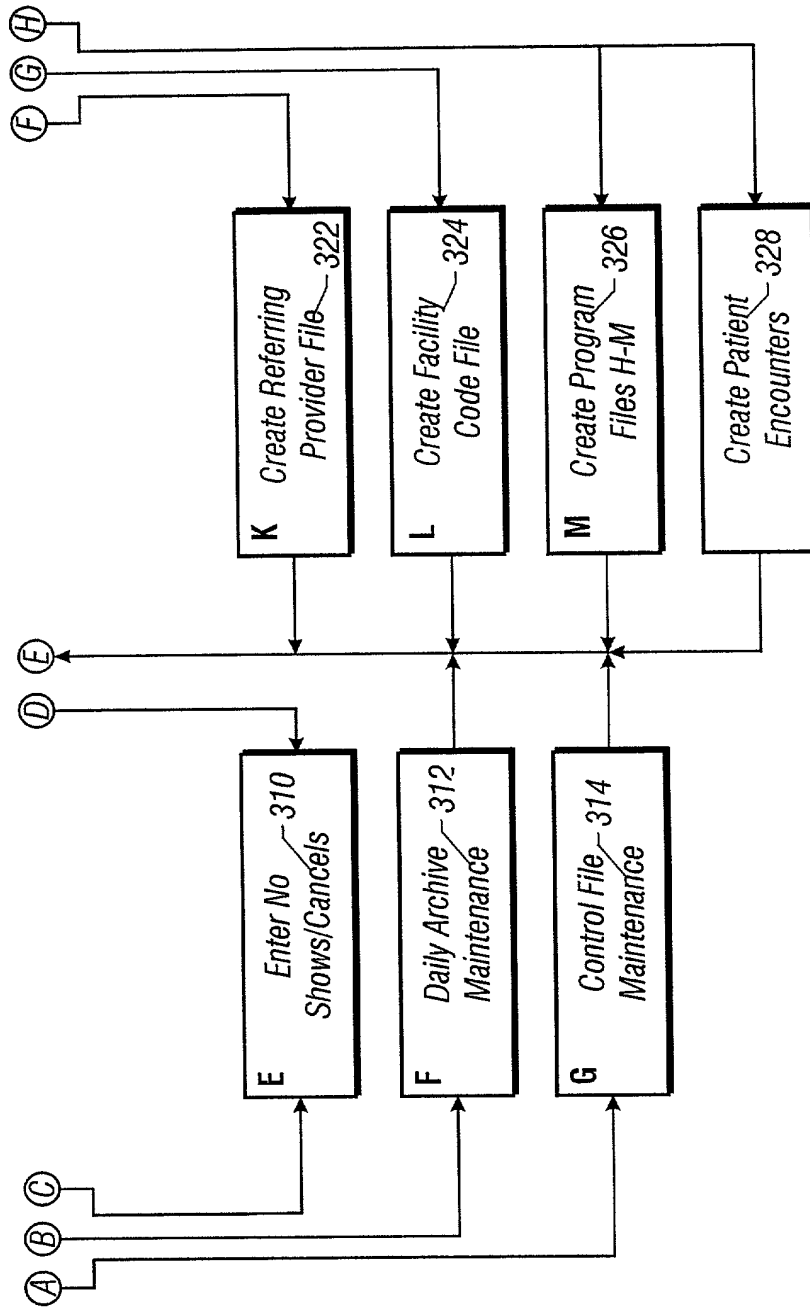 A
B
C
D
E
F
G
H
E
Enter No
Shows/Cancels
310
F
Daily Archive
Maintenance
312
G
Control File
Maintenance
314
K
Create Referring
Provider File
322
L
Create Facility
Code File
324
M
Create Program
Files H-M
326
Create Patient
Encounters
328